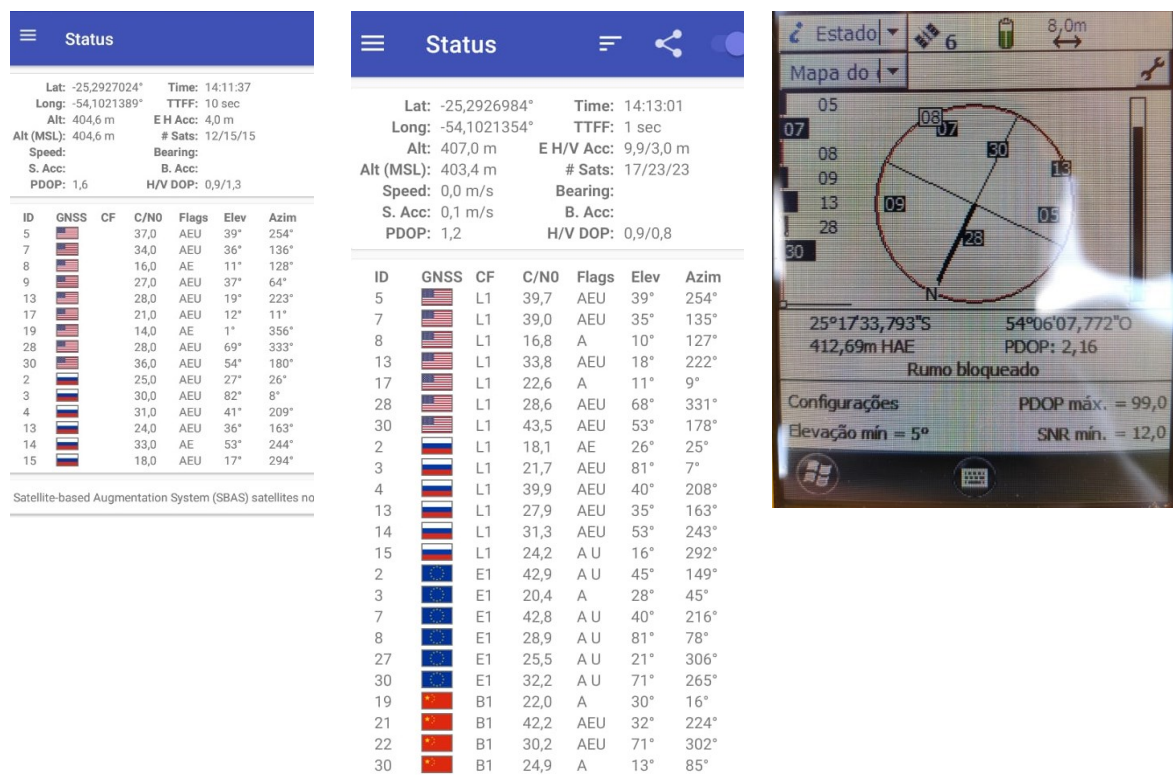 Status
Lat: -25,2927024° Time: 14:11:37
Long: -54,1021389° TTFF: 10 sec
Alt: 404,6 m E H Acc: 4,0 m
Alt (MSL): 404,6 m # Sats: 12/15/15
Speed: Bearing:
S. Acc: B. Acc:
PDOP: 1,6 H/V DOP: 0,9/1,3
ID GNSS CF C/N0 Flags Elev Azim
5 37,0 AEU 39° 254°
7 34,0 AEU 36° 136°
8 16,0 AE 11° 128°
9 27,0 AEU 37° 64°
13 28,0 AEU 19° 223°
17 21,0 AEU 12° 11°
19 14,0 AE 1° 356°
28 28,0 AEU 69° 333°
30 36,0 AEU 54° 180°
2 25,0 AEU 27° 26°
3 30,0 AEU 82° 8°
4 31,0 AEU 41° 209°
13 24,0 AEU 36° 163°
14 33,0 AE 53° 244°
15 18,0 AEU 17° 294°
Satellite-based Augmentation System (SBAS) satellites no
Status
Lat: -25,2926984° Time: 14:13:01
Long: -54,1021354° TTFF: 1 sec
Alt: 407,0 m E H/V Acc: 9,9/3,0 m
Alt (MSL): 403,4 m # Sats: 17/23/23
Speed: 0,0 m/s Bearing:
S. Acc: 0,1 m/s B. Acc:
PDOP: 1,2 H/V DOP: 0,9/0,8
ID GNSS CF C/N0 Flags Elev Azim
5 L1 39,7 AEU 39° 254°
7 L1 39,0 AEU 35° 135°
8 L1 16,8 A 10° 127°
13 L1 33,8 AEU 18° 222°
17 L1 22,6 A 11° 9°
28 L1 28,6 AEU 68° 331°
30 L1 43,5 AEU 53° 178°
2 L1 18,1 AE 26° 25°
3 L1 21,7 AEU 81° 7°
4 L1 39,9 AEU 40° 208°
13 L1 27,9 AEU 35° 163°
14 L1 31,3 AEU 53° 243°
15 L1 24,2 A U 16° 292°
2 E1 42,9 A U 45° 149°
3 E1 20,4 A 28° 45°
7 E1 42,8 A U 40° 216°
8 E1 28,9 A U 81° 78°
27 E1 25,5 A U 21° 306°
30 E1 32,2 A U 71° 265°
19 B1 22,0 A 30° 16°
21 B1 42,2 AEU 32° 224°
22 B1 30,2 AEU 71° 302°
30 B1 24,9 A 13° 85°
Estado 6 8,0m
Mapa do
05
07
08
09
13
28
30
08
07
30
13
09
05
28
N
25°17'33,793"S 54°06'07,772"O
412,69m HAE PDOP: 2,16
Rumo bloqueado
Configurações PDOP máx. = 99,0
Elevação mín = 5º SNR mín. = 12,0